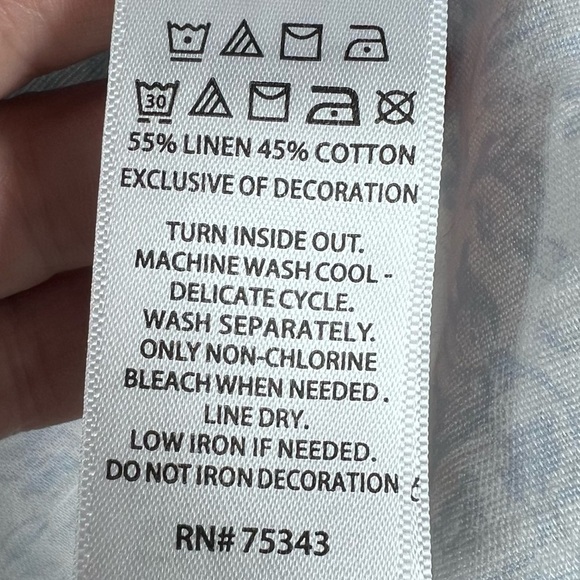 30
55% LINEN 45% COTTON
EXCLUSIVE OF DECORATION
TURN INSIDE OUT.
MACHINE WASH COOL -
DELICATE CYCLE.
WASH SEPARATELY.
ONLY NON-CHLORINE
BLEACH WHEN NEEDED.
LINE DRY.
LOW IRON IF NEEDED.
DO NOT IRON DECORATION
RN# 75343